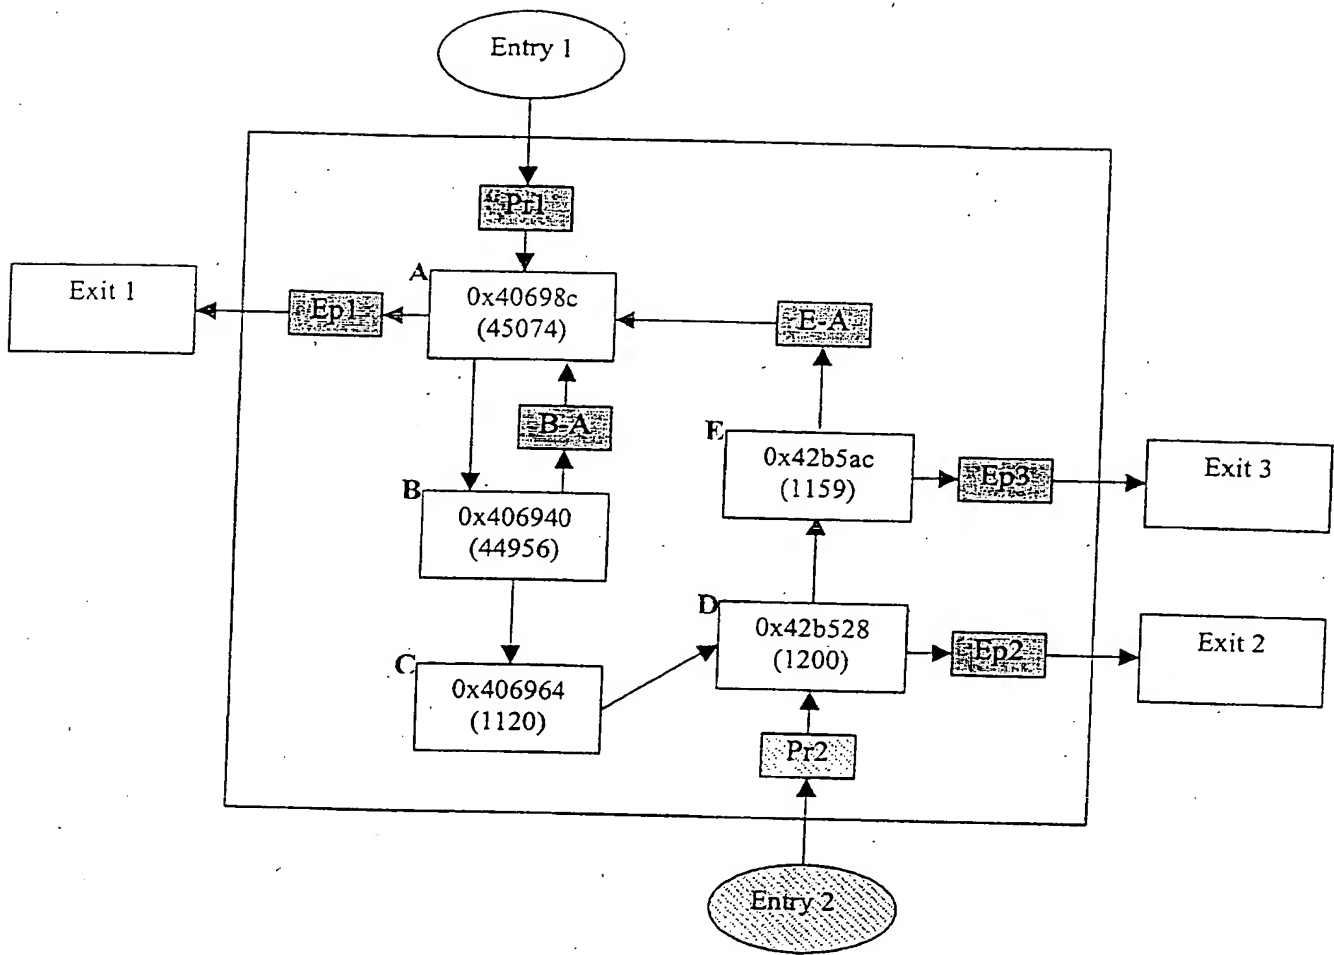 Entry 1
Pr1
A
0x40698c
(45074)
Exit 1
Ep1
E-A
B-A
E
0x42b5ac
(1159)
Ep3
Exit 3
B
0x406940
(44956)
D
0x42b528
(1200)
Ep2
Exit 2
C
0x406964
(1120)
Pr2
Entry 2